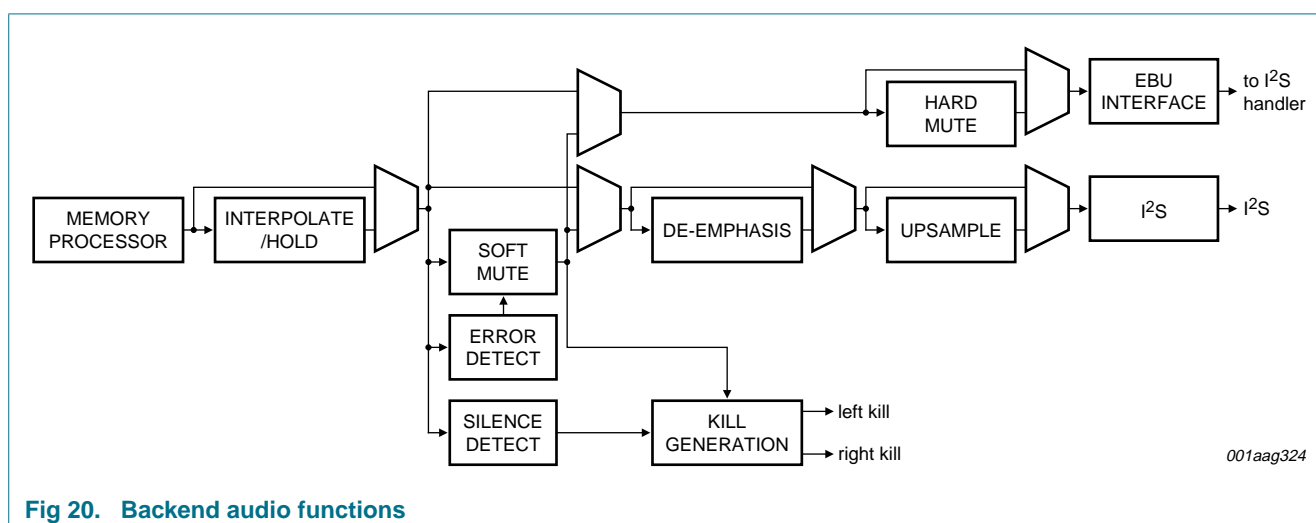 MEMORY
PROCESSOR
INTERPOLATE
/HOLD
SOFT
MUTE
ERROR
DETECT
SILENCE
DETECT
KILL
GENERATION
left kill
right kill
DE-EMPHASIS
UPSAMPLE
I²S
I²S
HARD
MUTE
EBU
INTERFACE
to I²S
handler
001aag324
Fig 20. Backend audio functions